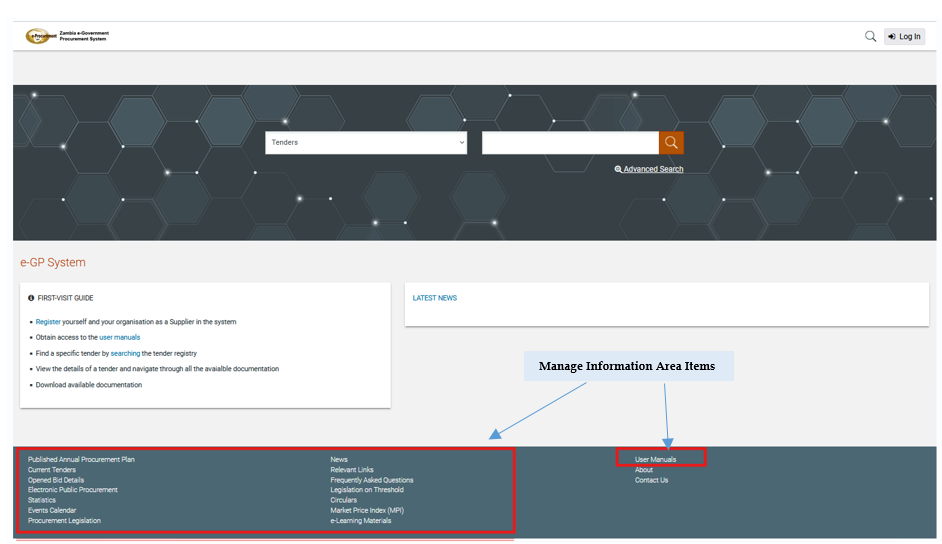 e-Procurement
Zambia e-Government
Procurement System
Log In
Tenders
Advanced Search
e-GP System
FIRST-VISIT GUIDE
Register yourself and your organisation as a Supplier in the system
Obtain access to the user manuals
Find a specific tender by searching the tender registry
View the details of a tender and navigate through all the avaialble documentation
Download available documentation
LATEST NEWS
Manage Information Area Items
Published Annual Procurement Plan
Current Tenders
Opened Bid Details
Electronic Public Procurement
Statistics
Events Calendar
Procurement Legislation
News
Relevant Links
Frequently Asked Questions
Legislation on Threshold
Circulars
Market Price Index (MPI)
e-Learning Materials
User Manuals
About
Contact Us